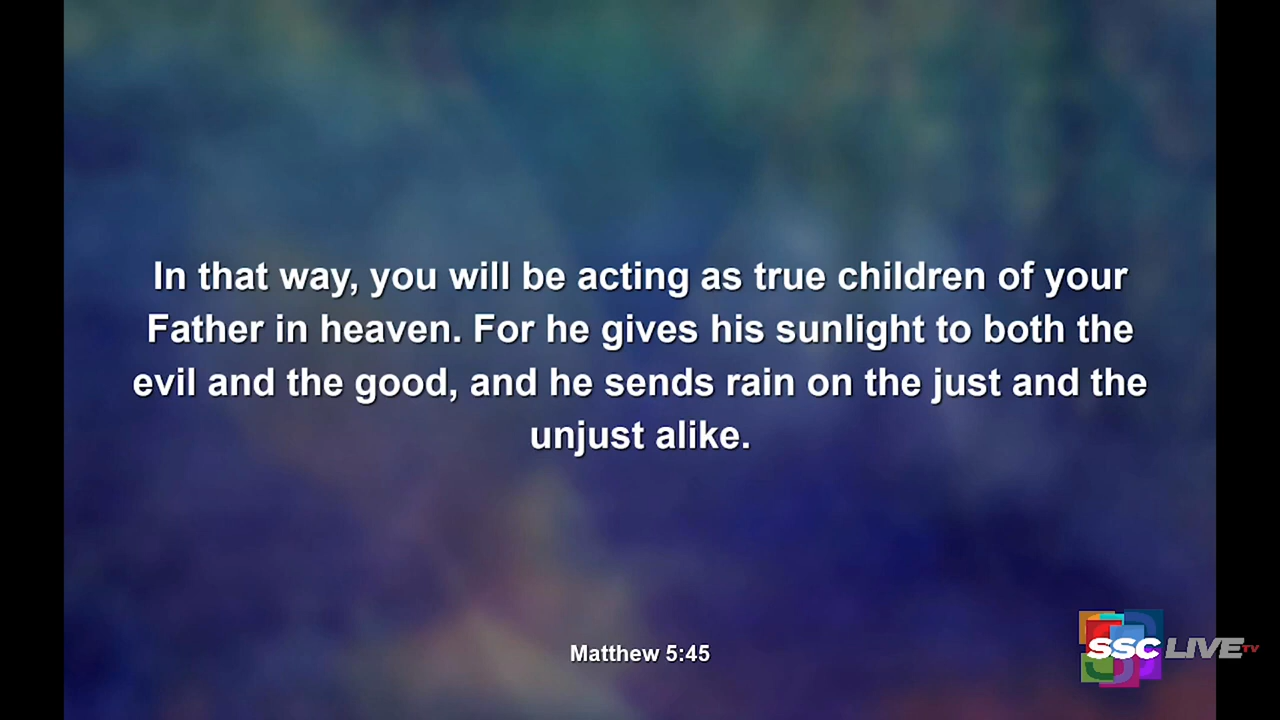 In that way, you will be acting as true children of your
Father in heaven. For he gives his sunlight to both the
evil and the good, and he sends rain on the just and the
unjust alike.
Matthew 5:45
SSC LIVE TV